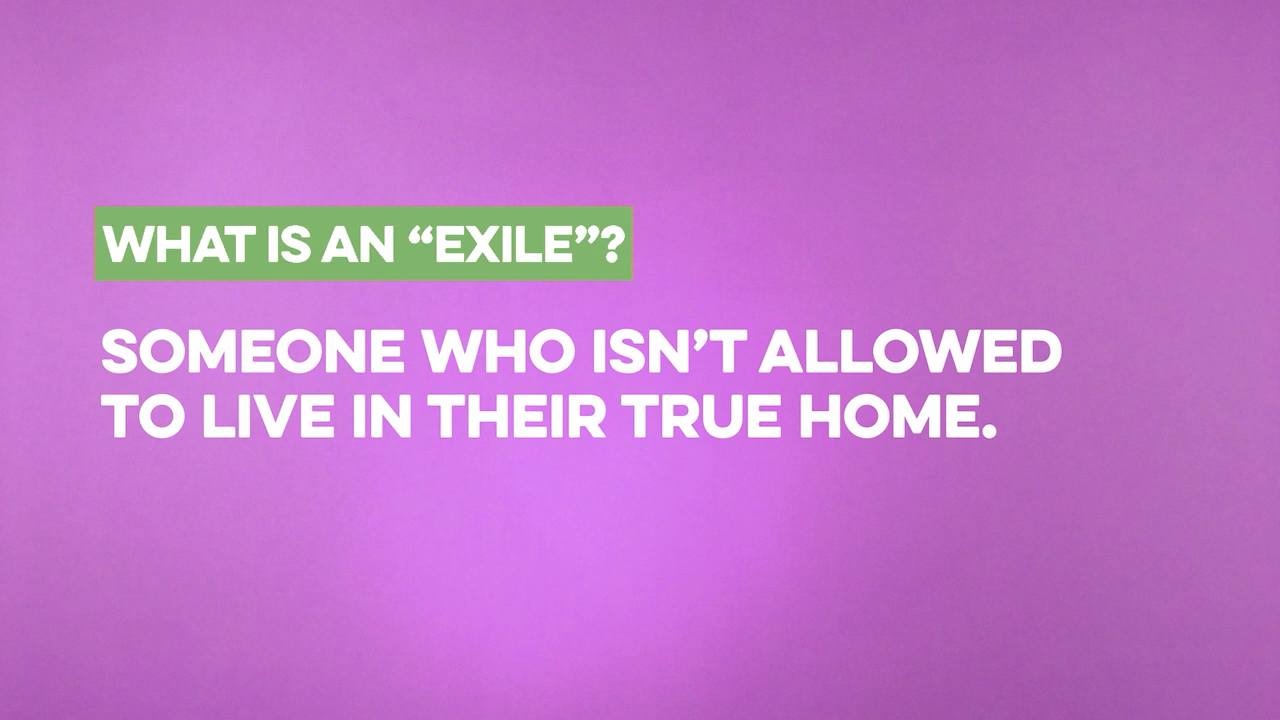 WHAT IS AN “EXILE”?
SOMEONE WHO ISN’T ALLOWED
TO LIVE IN THEIR TRUE HOME.